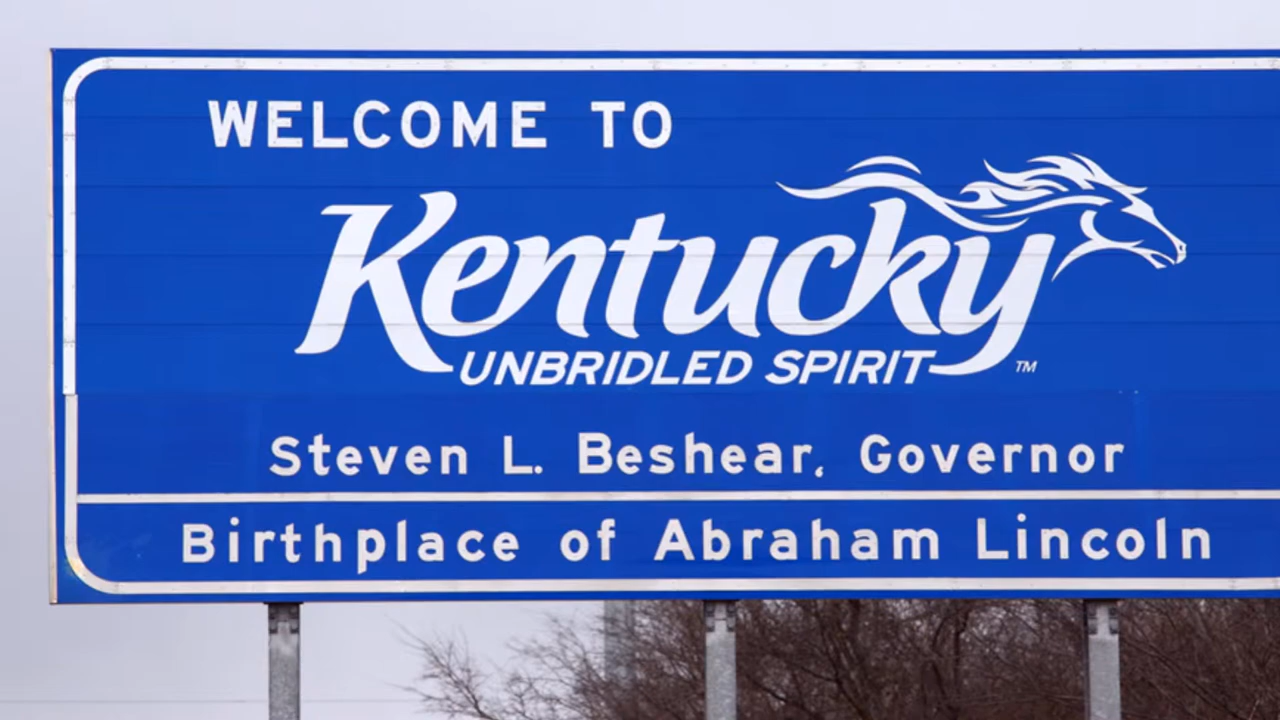 WELCOME TO
Kentucky
UNBRIDLED SPIRIT™
Steven L. Beshear, Governor
Birthplace of Abraham Lincoln